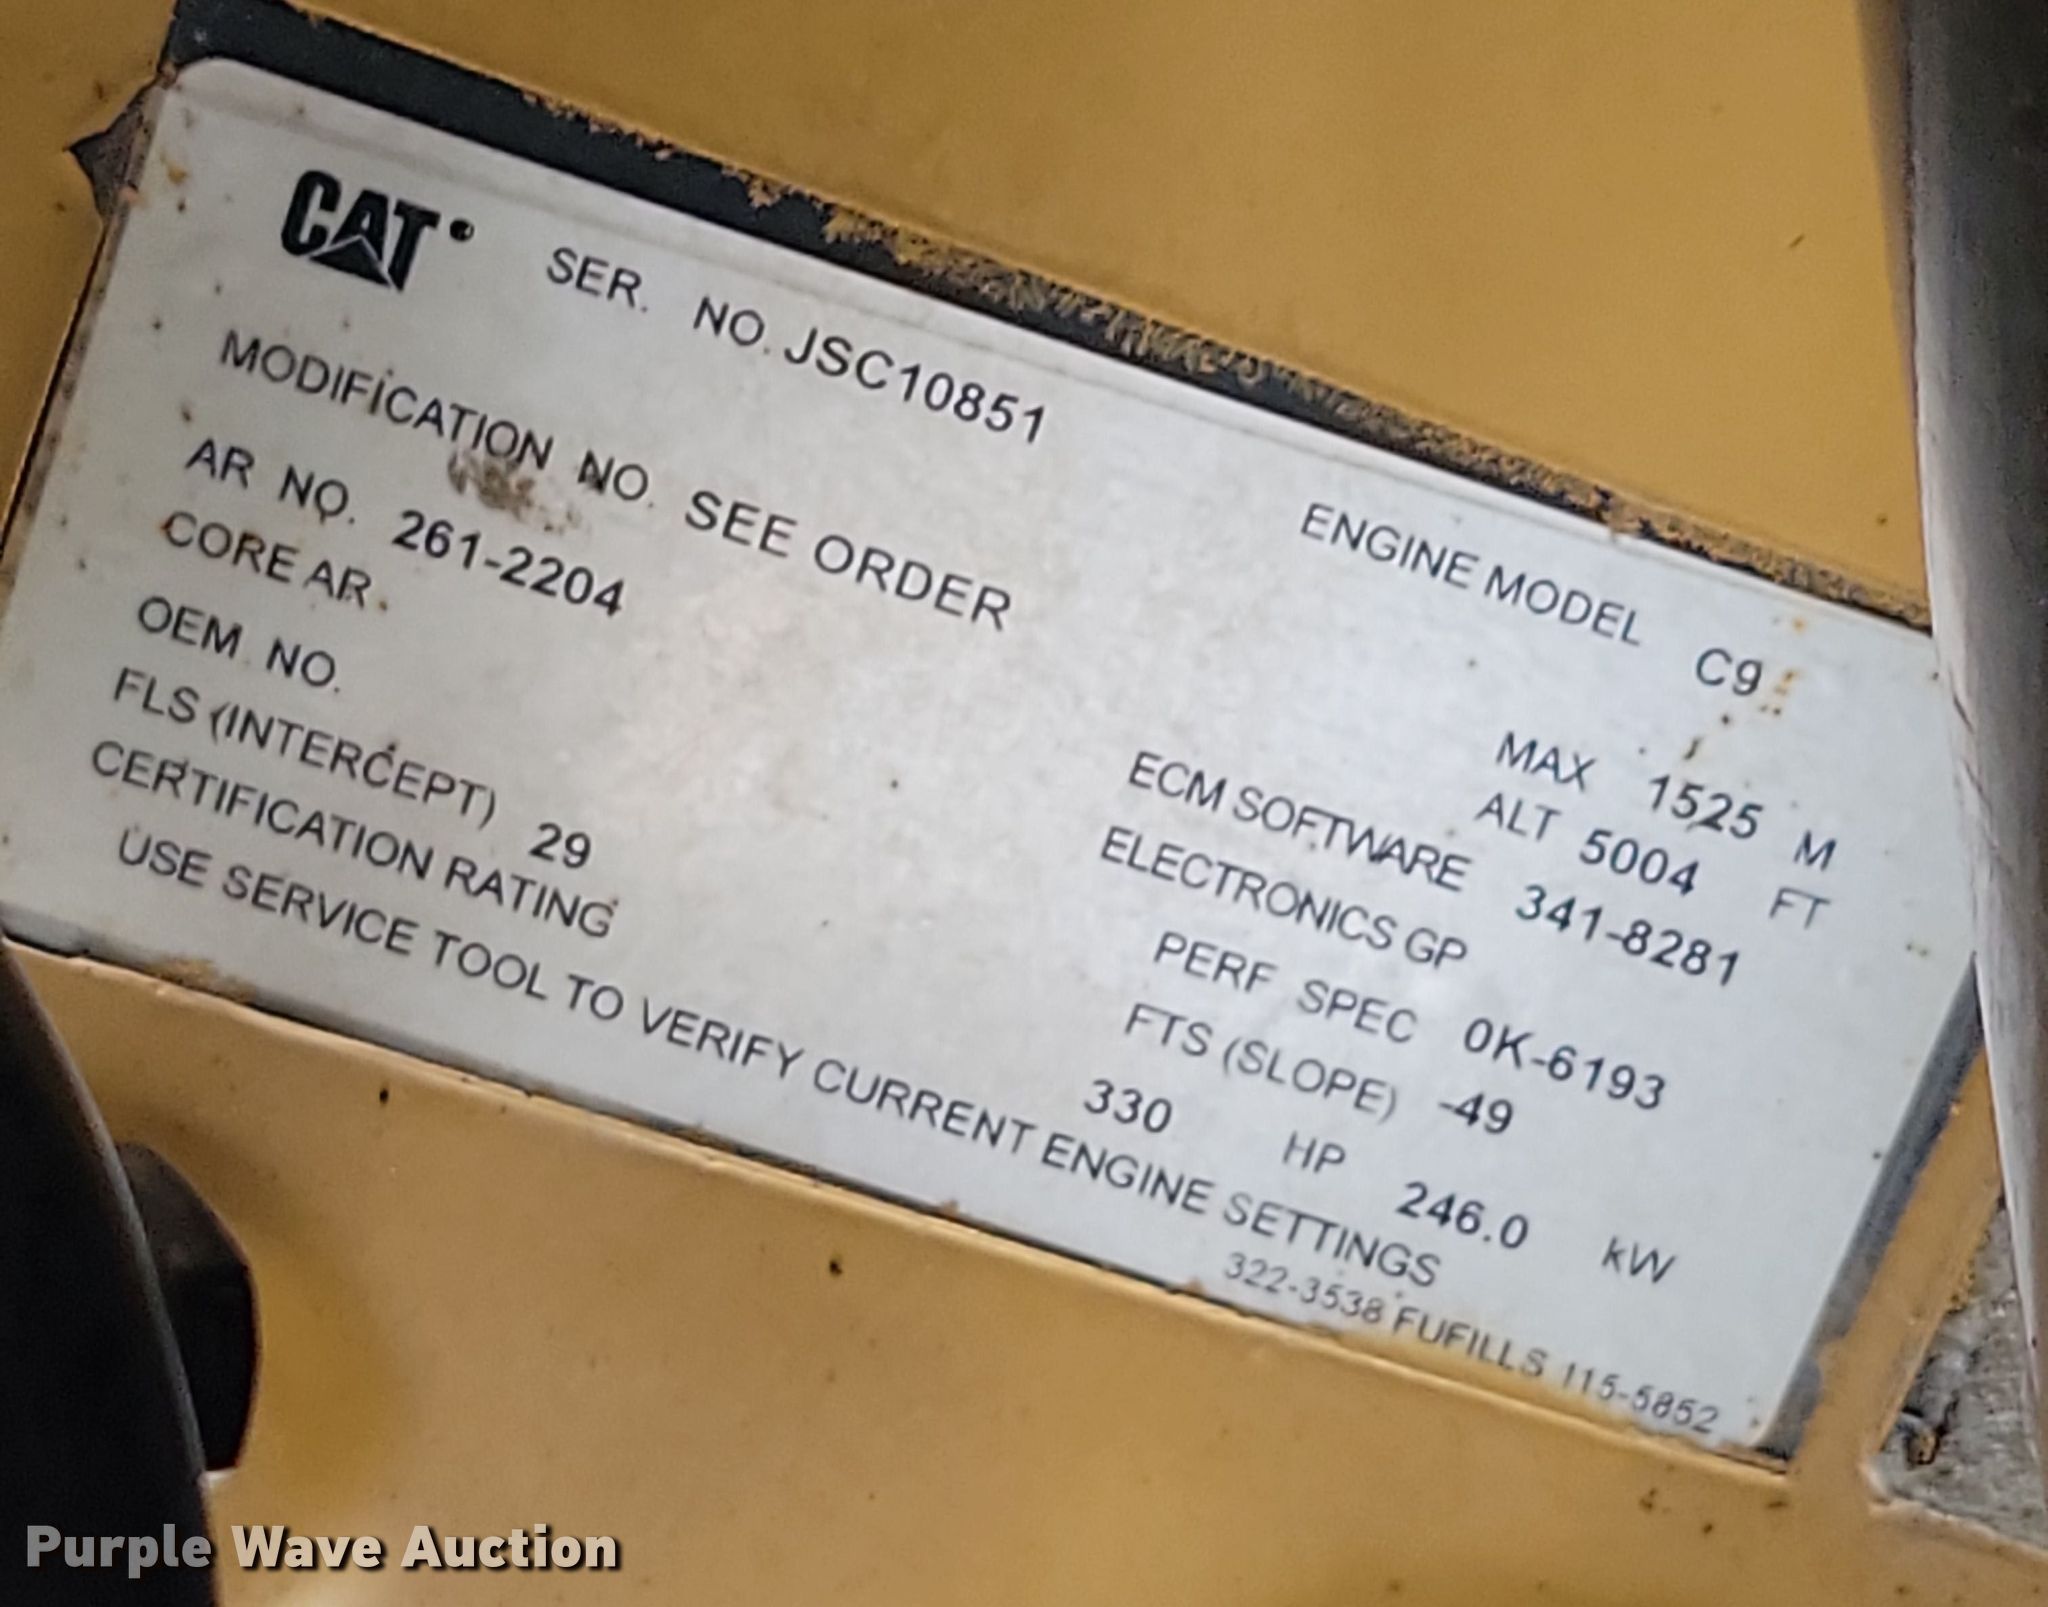 CAT SER. NO. JSC10851
MODIFICATION NO. SEE ORDER ENGINE MODEL C9
AR NO. 261-2204 MAX 1525 M
CORE AR ALT 5004 FT
OEM NO. ECM SOFTWARE 341-8281
ELECTRONICS GP
PERF SPEC 0K-6193
FLS (INTERCEPT) 29 FTS (SLOPE) -49
CERTIFICATION RATING 330 HP 246.0 kW
USE SERVICE TOOL TO VERIFY CURRENT ENGINE SETTINGS
322-3538 FUFILLS 115-5852
Purple Wave Auction